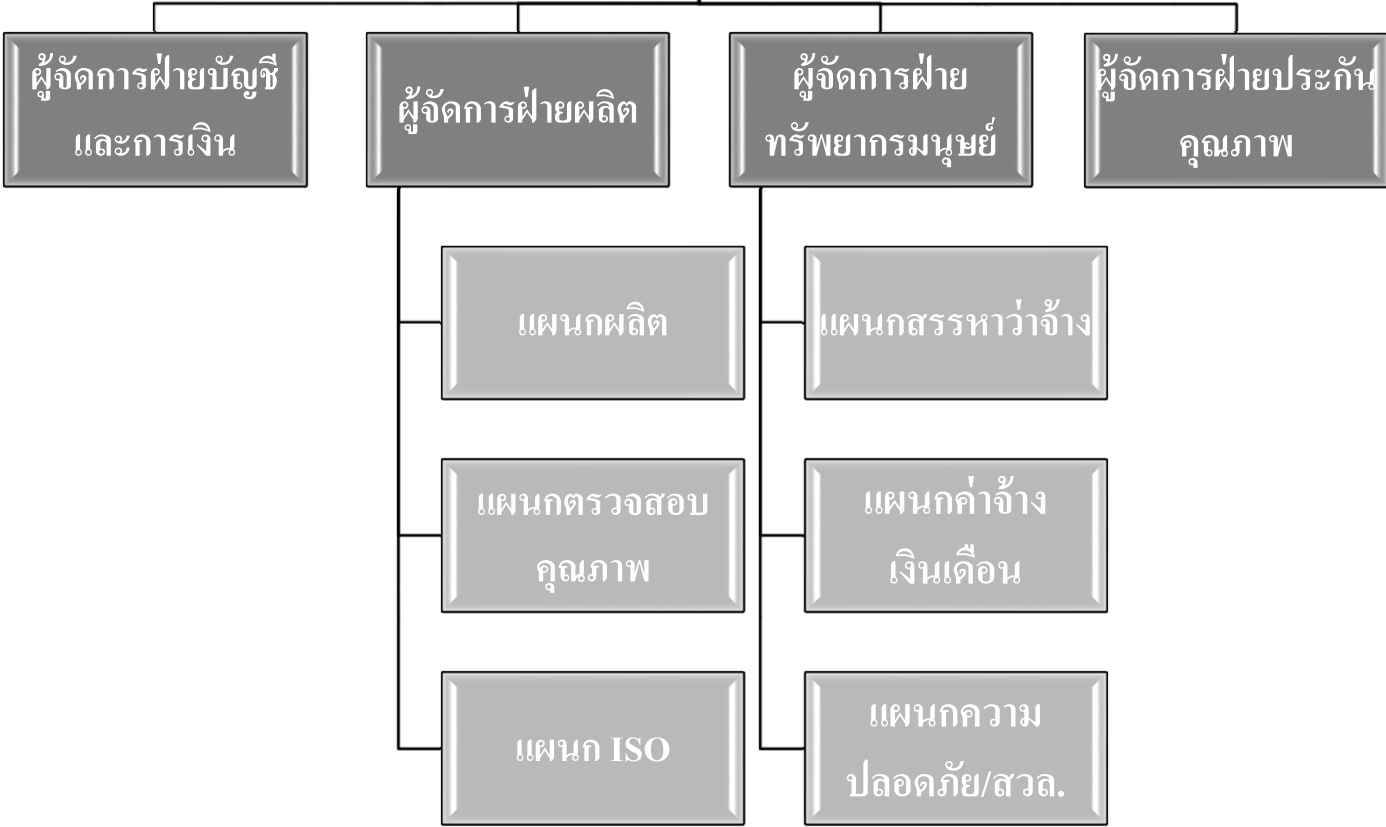 ผู้จัดการฝ่ายบัญชี
และการเงิน
ผู้จัดการฝ่ายผลิต
ผู้จัดการฝ่าย
ทรัพยากรมนุษย์
ผู้จัดการฝ่ายประกัน
คุณภาพ
แผนกผลิต
แผนกสรรหาว่าจ้าง
แผนกตรวจสอบ
คุณภาพ
แผนกค่าจ้าง
เงินเดือน
แผนก ISO
แผนกความ
ปลอดภัย/สวล.